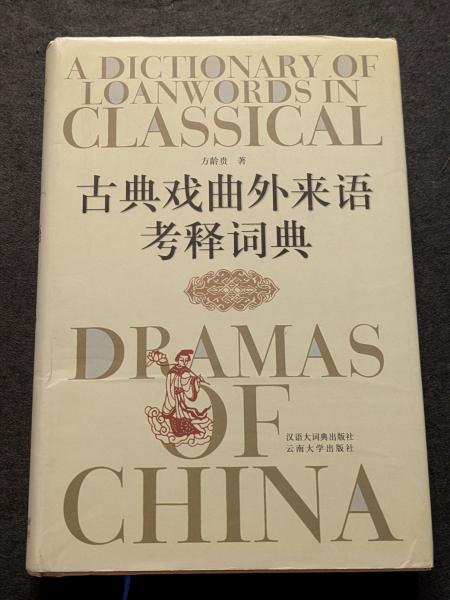 A DICTIONARY OF
LOANWORDS IN
CLASSICAL
方龄贵 著
古典戏曲外来语
考释词典
DRAMAS
OF
汉语大词典出版社
云南大学出版社
CHINA